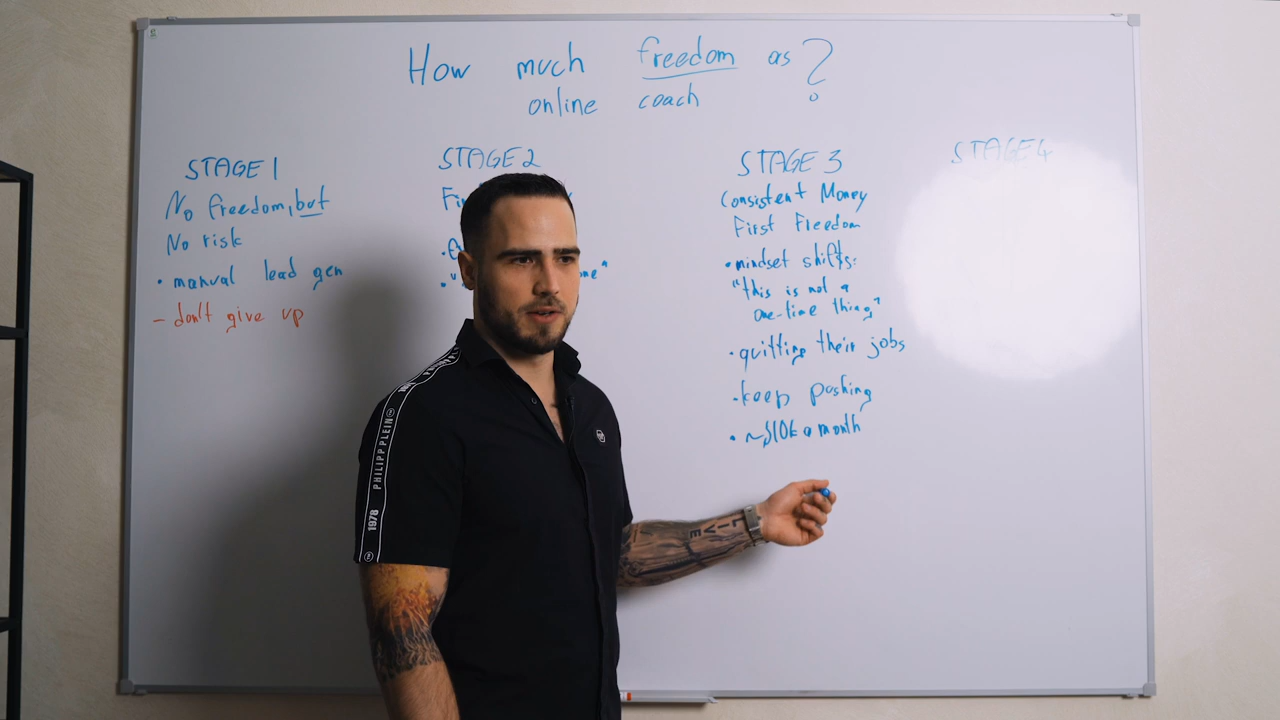 How much freedom as ?
online coach
STAGE 1
No freedom, but
No risk
• manual lead gen
– don't give up
STAGE 2
STAGE 3
Consistent Money
First Freedom
• mindset shifts:
"this is not a
one-time thing"
• quitting their jobs
• keep pushing
• ~$10k a month
STAGE 4
1978 PHILIPP PLEIN
LIVE